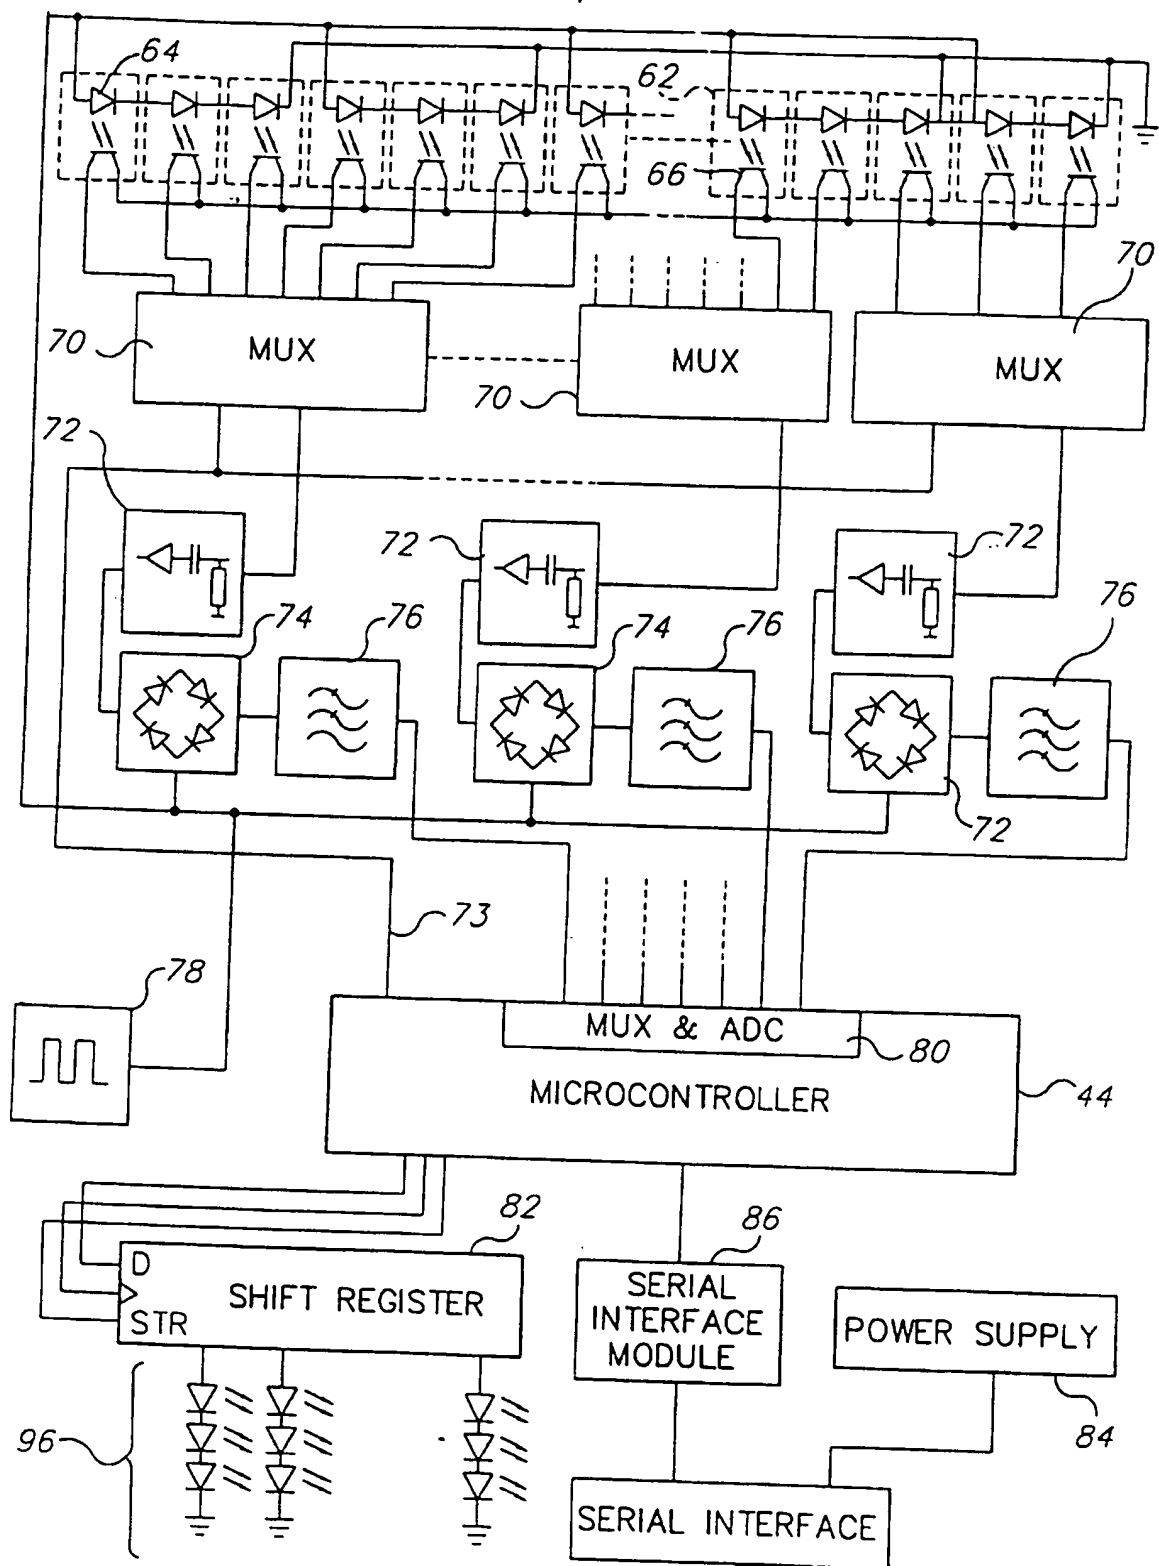 64
62
66
70
70
MUX
MUX
MUX
70
72
72
72
74
76
74
76
76
72
73
78
MUX & ADC
80
MICROCONTROLLER
44
82
86
D
SHIFT REGISTER
STR
SERIAL
INTERFACE
MODULE
POWER SUPPLY
84
96
SERIAL INTERFACE